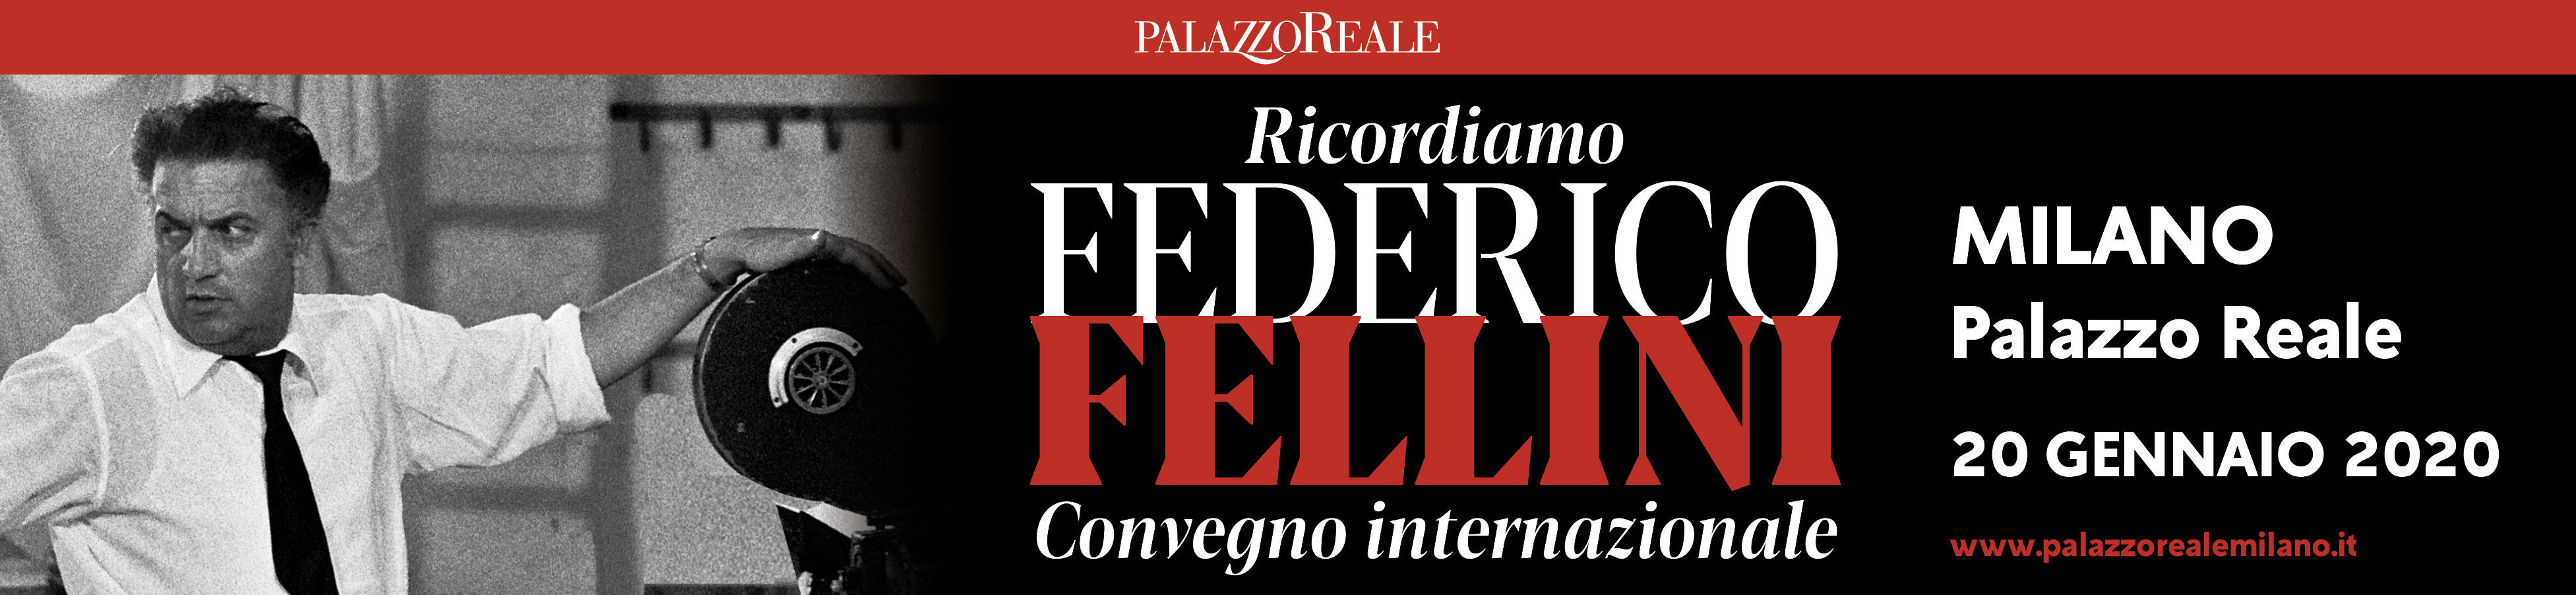 PALAZZOREALE
Ricordiamo
FEDERICO
FELLINI
Convegno internazionale
MILANO
Palazzo Reale
20 GENNAIO 2020
www.palazzorealemilano.it